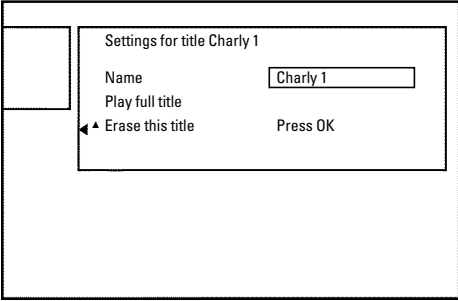 Settings for title Charly 1
Name Charly 1
Play full title
Erase this title Press OK